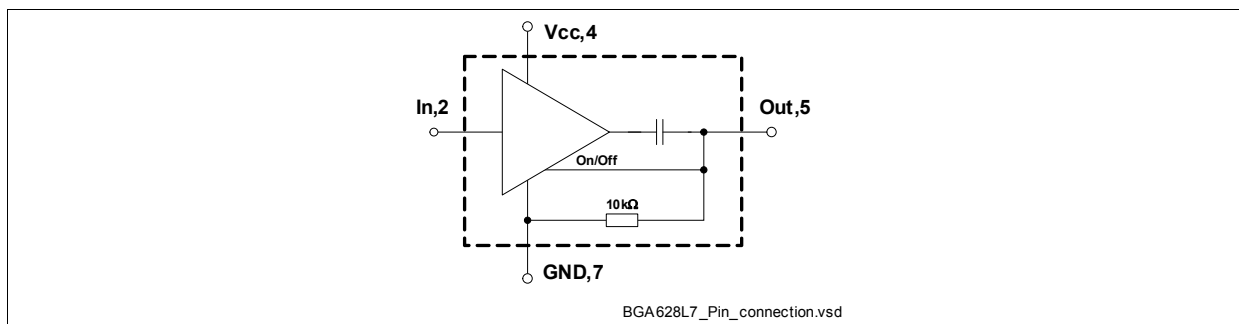 Vcc,4
In,2
Out,5
On/Off
10kΩ
GND,7
BGA628L7_Pin_connection.vsd